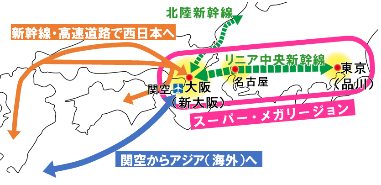 北陸新幹線
新幹線・高速道路で西日本へ
リニア中央新幹線
東京
(品川)
名古屋
関空
大阪
(新大阪)
スーパー・メガリージョン
関空からアジア(海外)へ